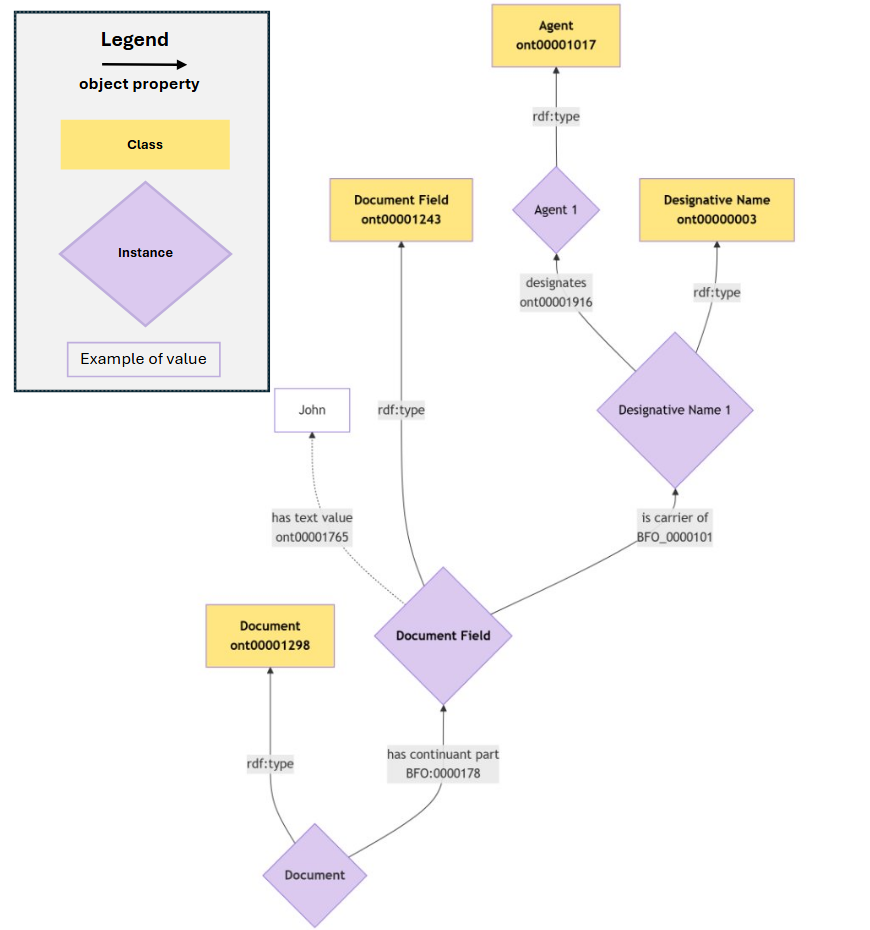 Legend
object property
Class
Instance
Example of value
Agent
ont00001017
rdf:type
Agent 1
Document Field
ont00001243
Designative Name
ont00000003
designates
ont00001916
rdf:type
John
rdf:type
Designative Name 1
has text value
ont00001765
is carrier of
BFO_0000101
Document
ont00001298
Document Field
rdf:type
has continuant part
BFO:0000178
Document